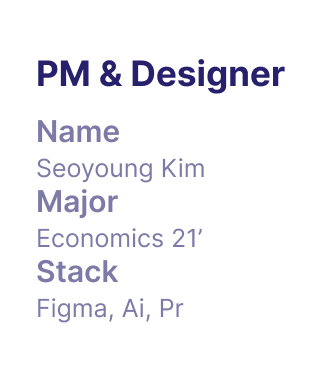 PM & Designer
Name
Seoyoung Kim
Major
Economics 21’
Stack
Figma, Ai, Pr